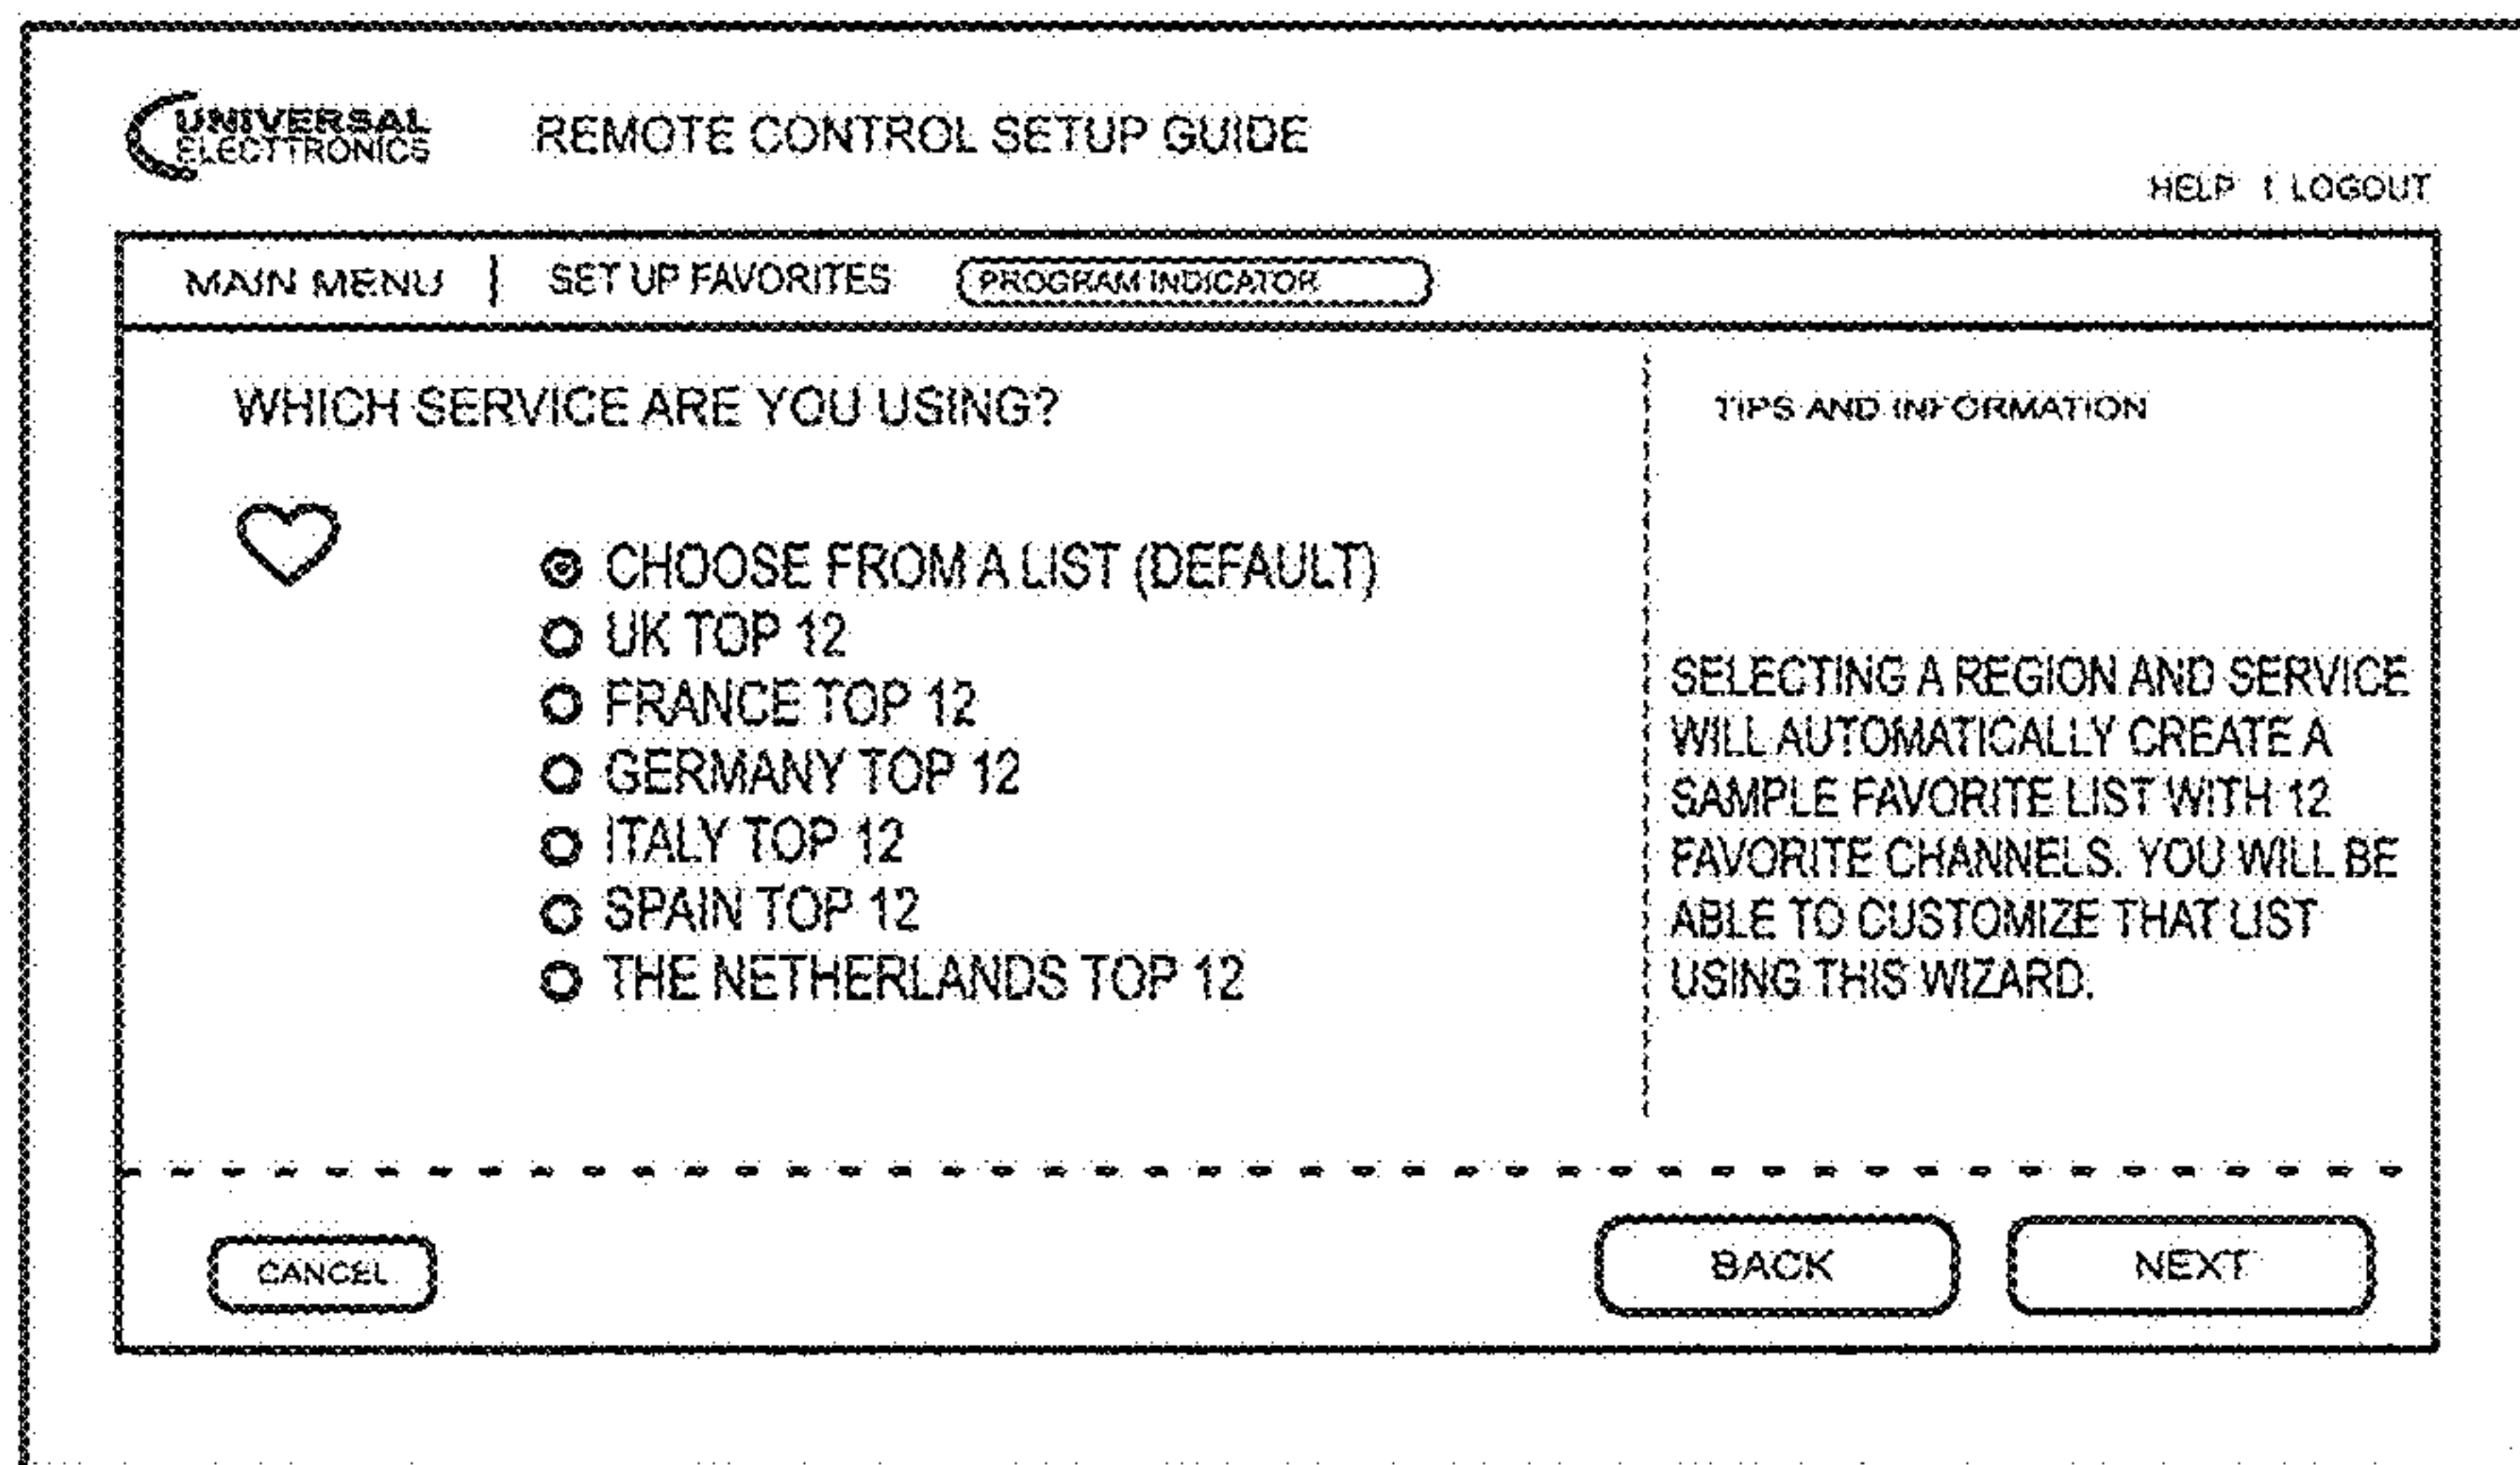 UNIVERSAL
ELECTTRONICS
REMOTE CONTROL SETUP GUIDE
HELP | LOGOUT
MAIN MENU | SET UP FAVORITES PROGRAM INDICATOR
WHICH SERVICE ARE YOU USING?
CHOOSE FROM A LIST (DEFAULT)
UK TOP 12
FRANCE TOP 12
GERMANY TOP 12
ITALY TOP 12
SPAIN TOP 12
THE NETHERLANDS TOP 12
TIPS AND INFORMATION
SELECTING A REGION AND SERVICE
WILL AUTOMATICALLY CREATE A
SAMPLE FAVORITE LIST WITH 12
FAVORITE CHANNELS. YOU WILL BE
ABLE TO CUSTOMIZE THAT LIST
USING THIS WIZARD.
CANCEL
BACK
NEXT